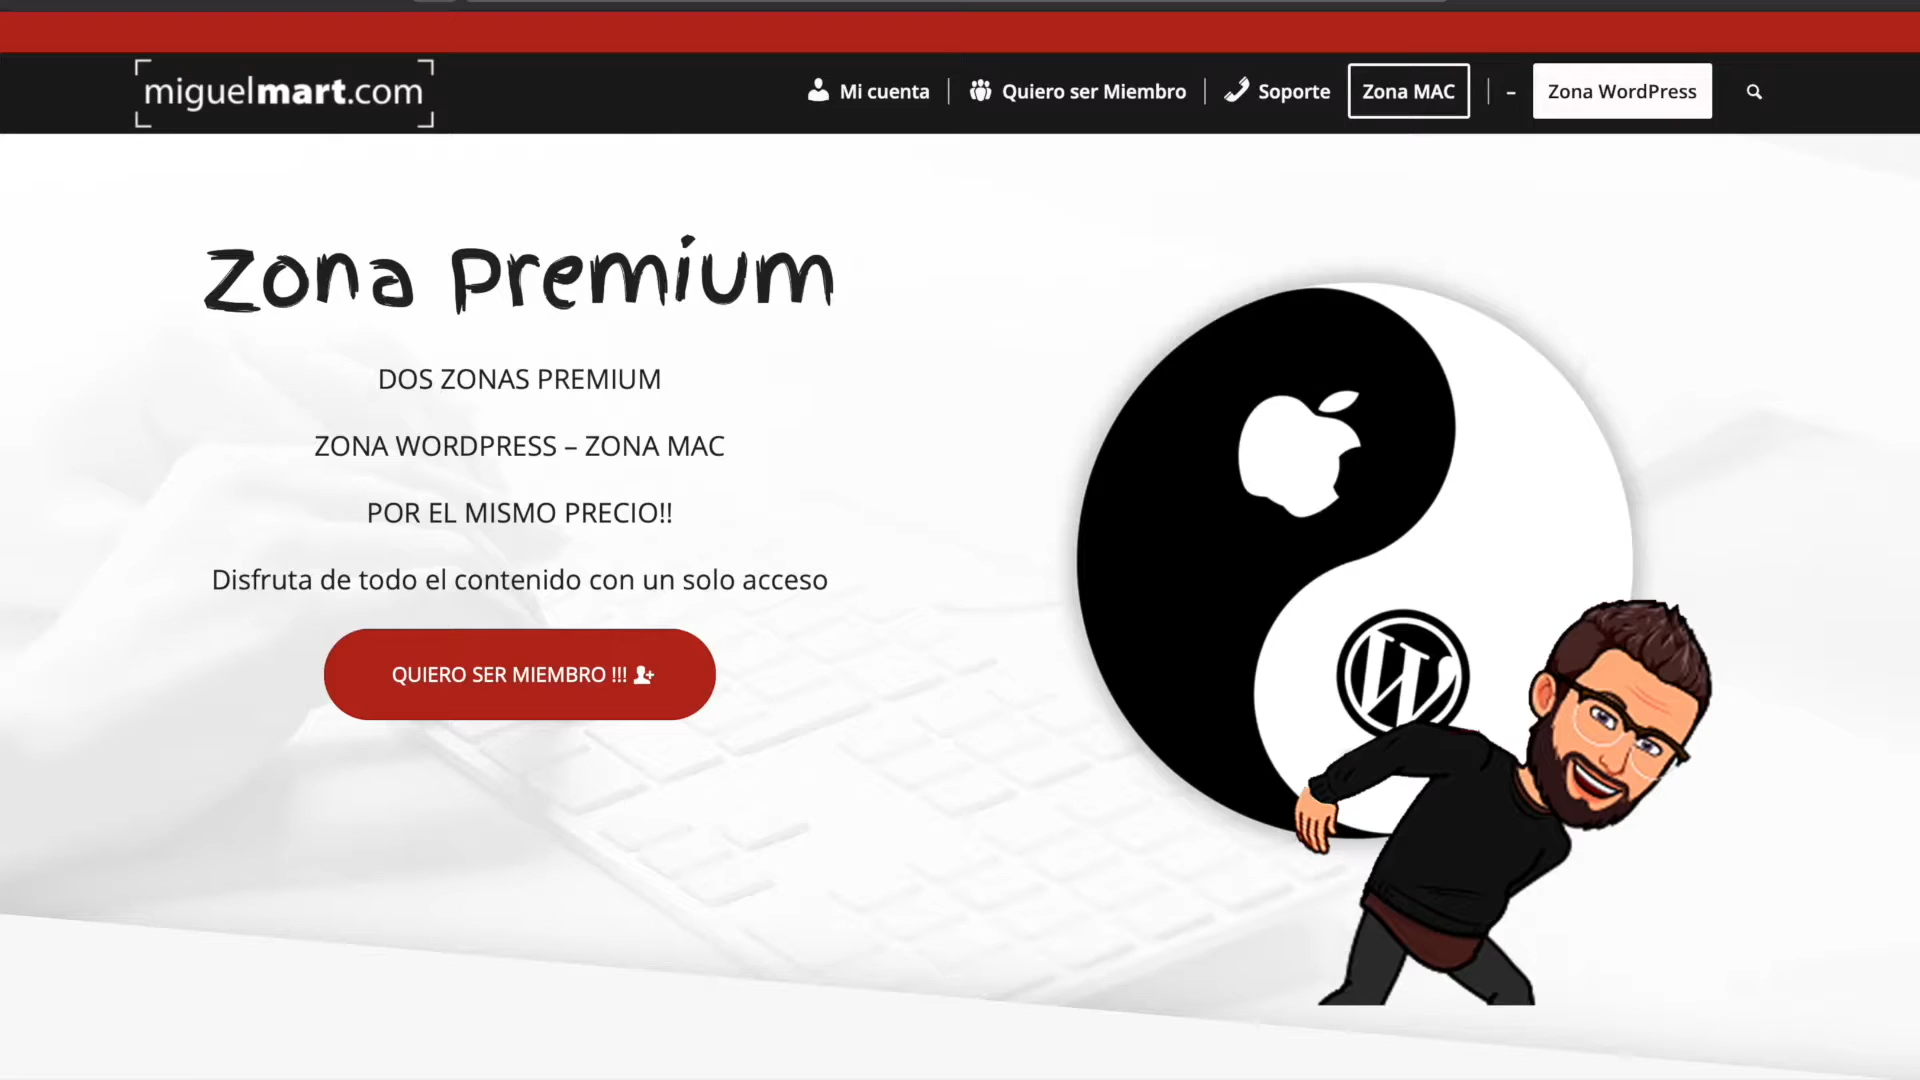 miguelmart.com
Mi cuenta | Quiero ser Miembro | Soporte Zona MAC | – Zona WordPress
Zona Premium
DOS ZONAS PREMIUM
ZONA WORDPRESS – ZONA MAC
POR EL MISMO PRECIO!!
Disfruta de todo el contenido con un solo acceso
QUIERO SER MIEMBRO !!!